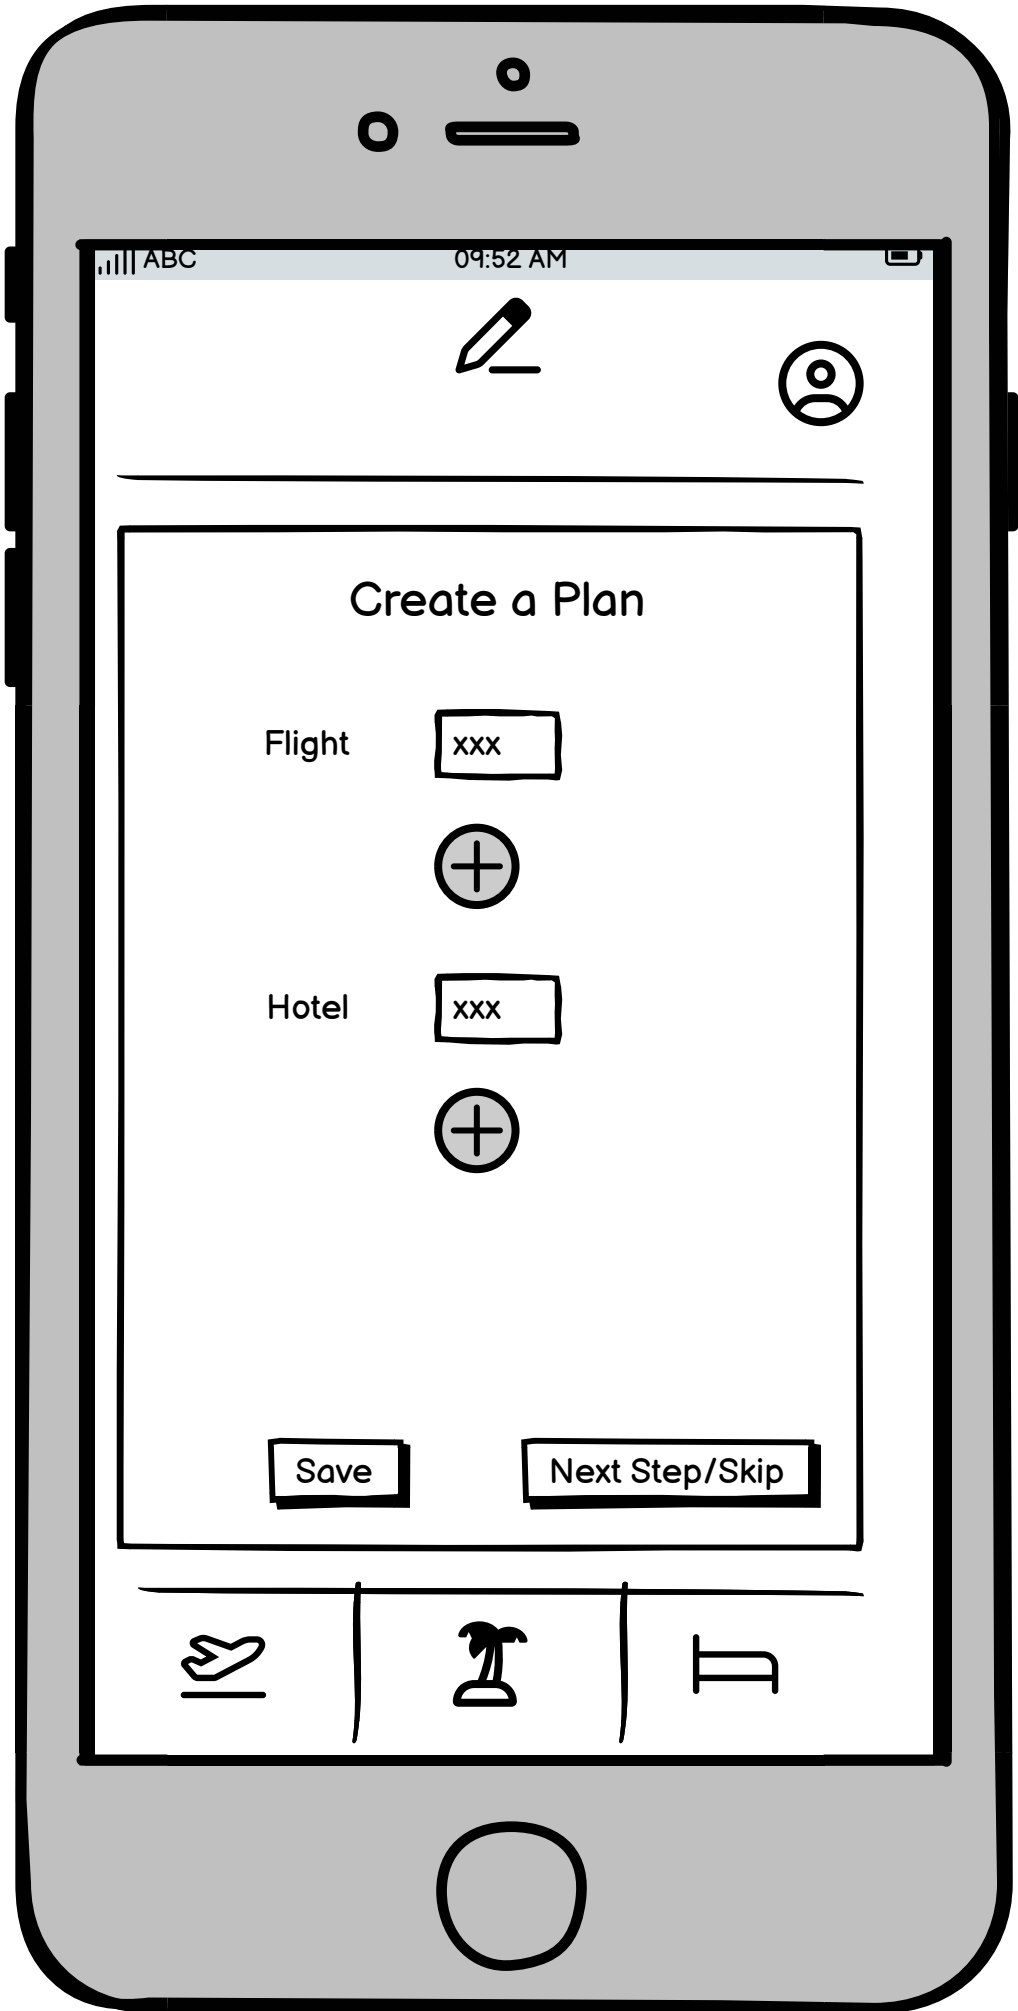 ABC 09:52 AM
Create a Plan
Flight xxx
Hotel xxx
Save Next Step/Skip